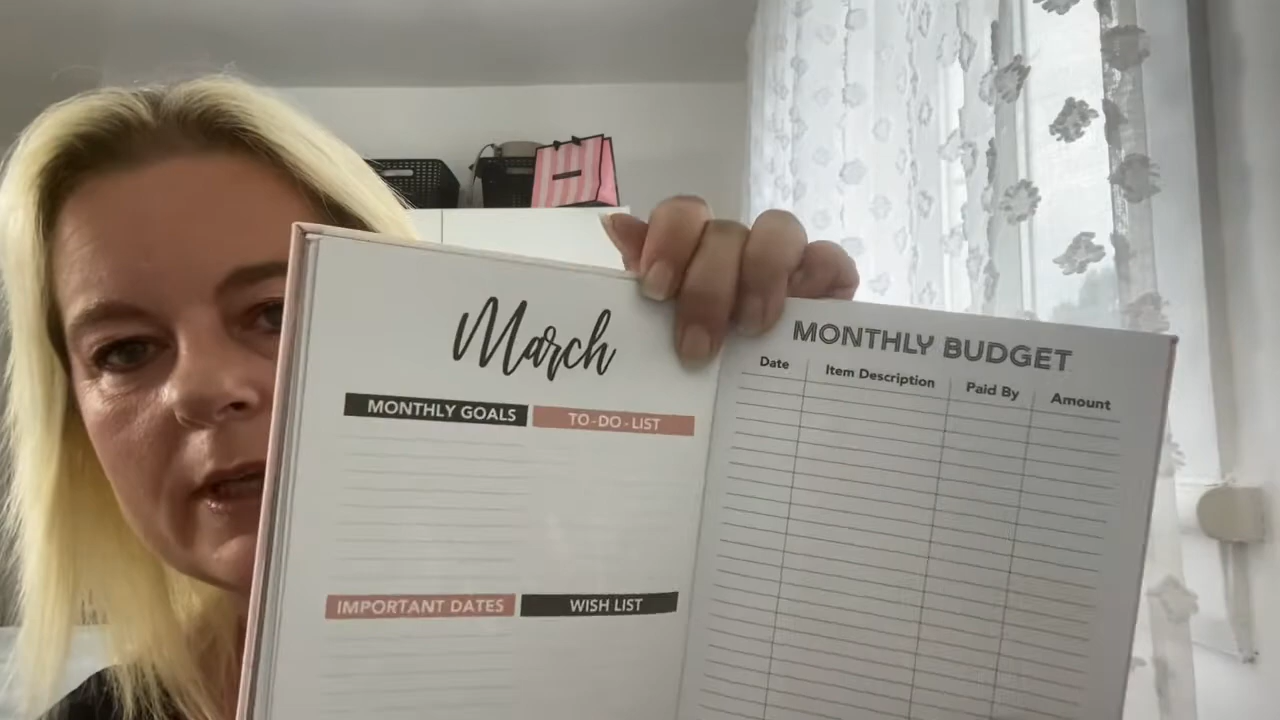 March
MONTHLY GOALS
TO-DO-LIST
IMPORTANT DATES
WISH LIST
MONTHLY BUDGET
Date Item Description Paid By Amount